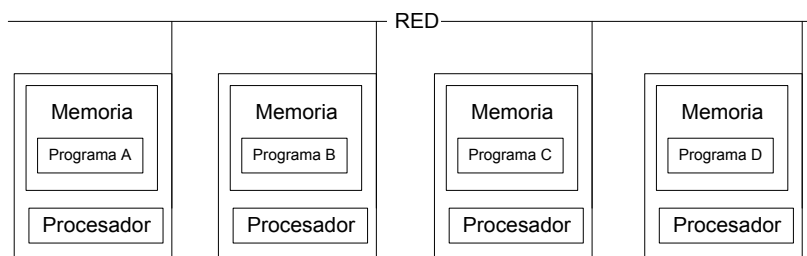 RED
Memoria
Memoria
Memoria
Memoria
Programa A
Programa B
Programa C
Programa D
Procesador
Procesador
Procesador
Procesador